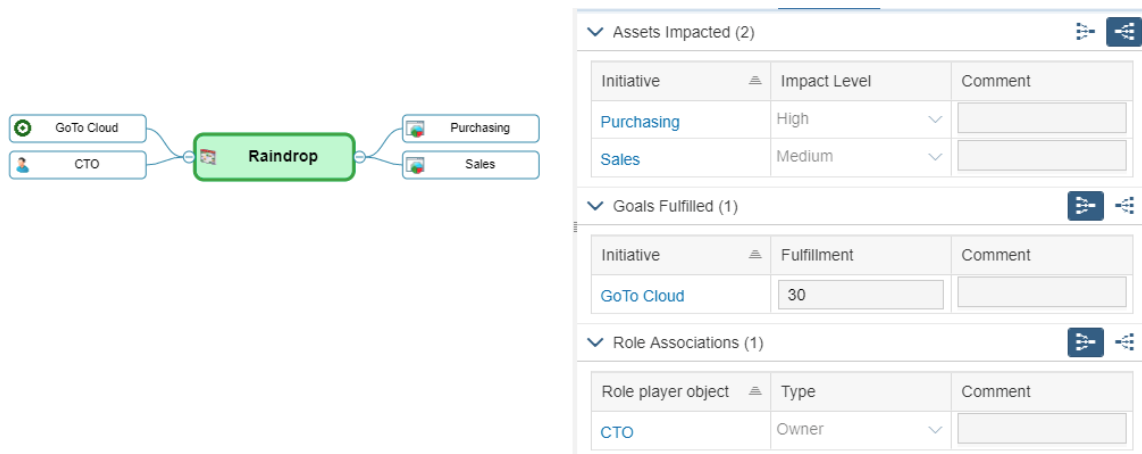 GoTo Cloud
CTO
Raindrop
Purchasing
Sales
Assets Impacted (2)
Initiative Impact Level Comment
Purchasing High
Sales Medium
Goals Fulfilled (1)
Initiative Fulfillment Comment
GoTo Cloud 30
Role Associations (1)
Role player object Type Comment
CTO Owner